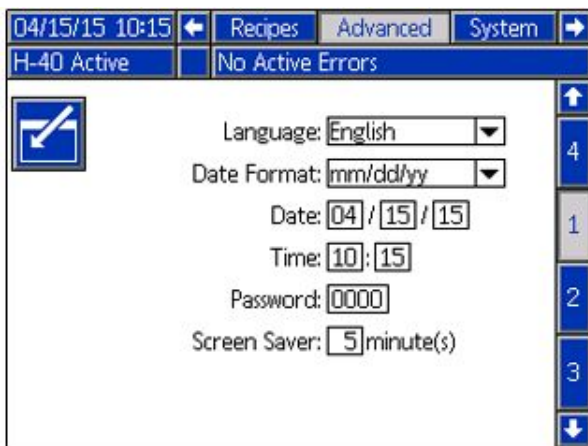 04/15/15 10:15 Recipes Advanced System
H-40 Active No Active Errors
Language: English
4
Date Format: mm/dd/yy
Date: 04 / 15 / 15
1
Time: 10 : 15
Password: 0000
2
Screen Saver: 5 minute(s)
3